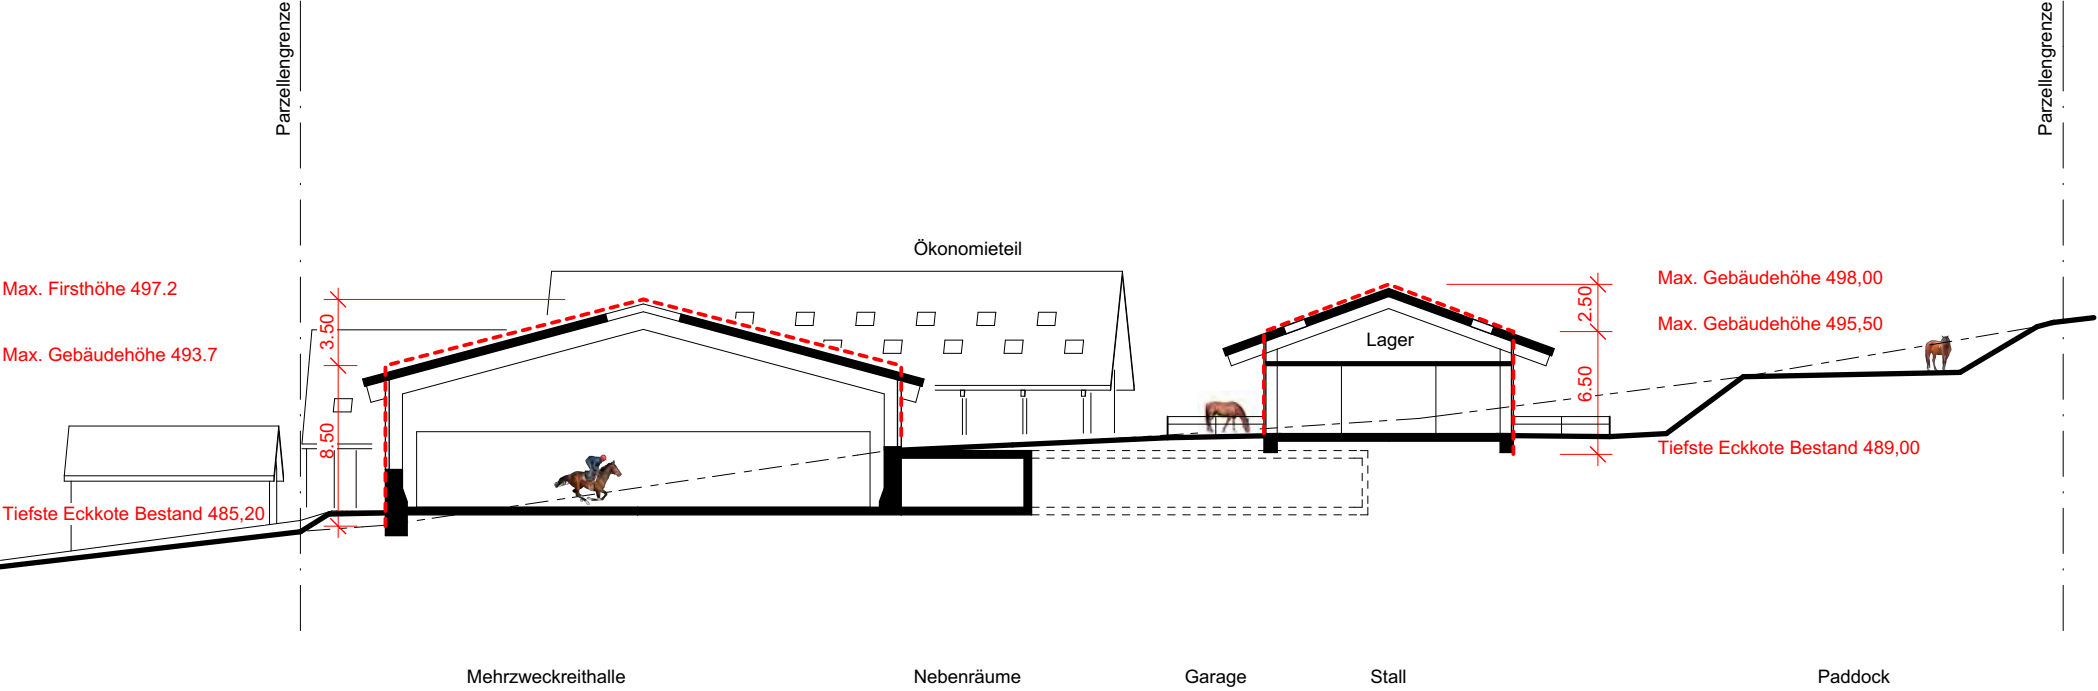 Parzellengrenze
Parzellengrenze
Ökonomieteil
Max. Firsthöhe 497.2
3.50
Max. Gebäudehöhe 493.7
8.50
Tiefste Eckkote Bestand 485,20
Lager
2.50
Max. Gebäudehöhe 498,00
Max. Gebäudehöhe 495,50
6.50
Tiefste Eckkote Bestand 489,00
Mehrzweckreithalle
Nebenräume
Garage
Stall
Paddock